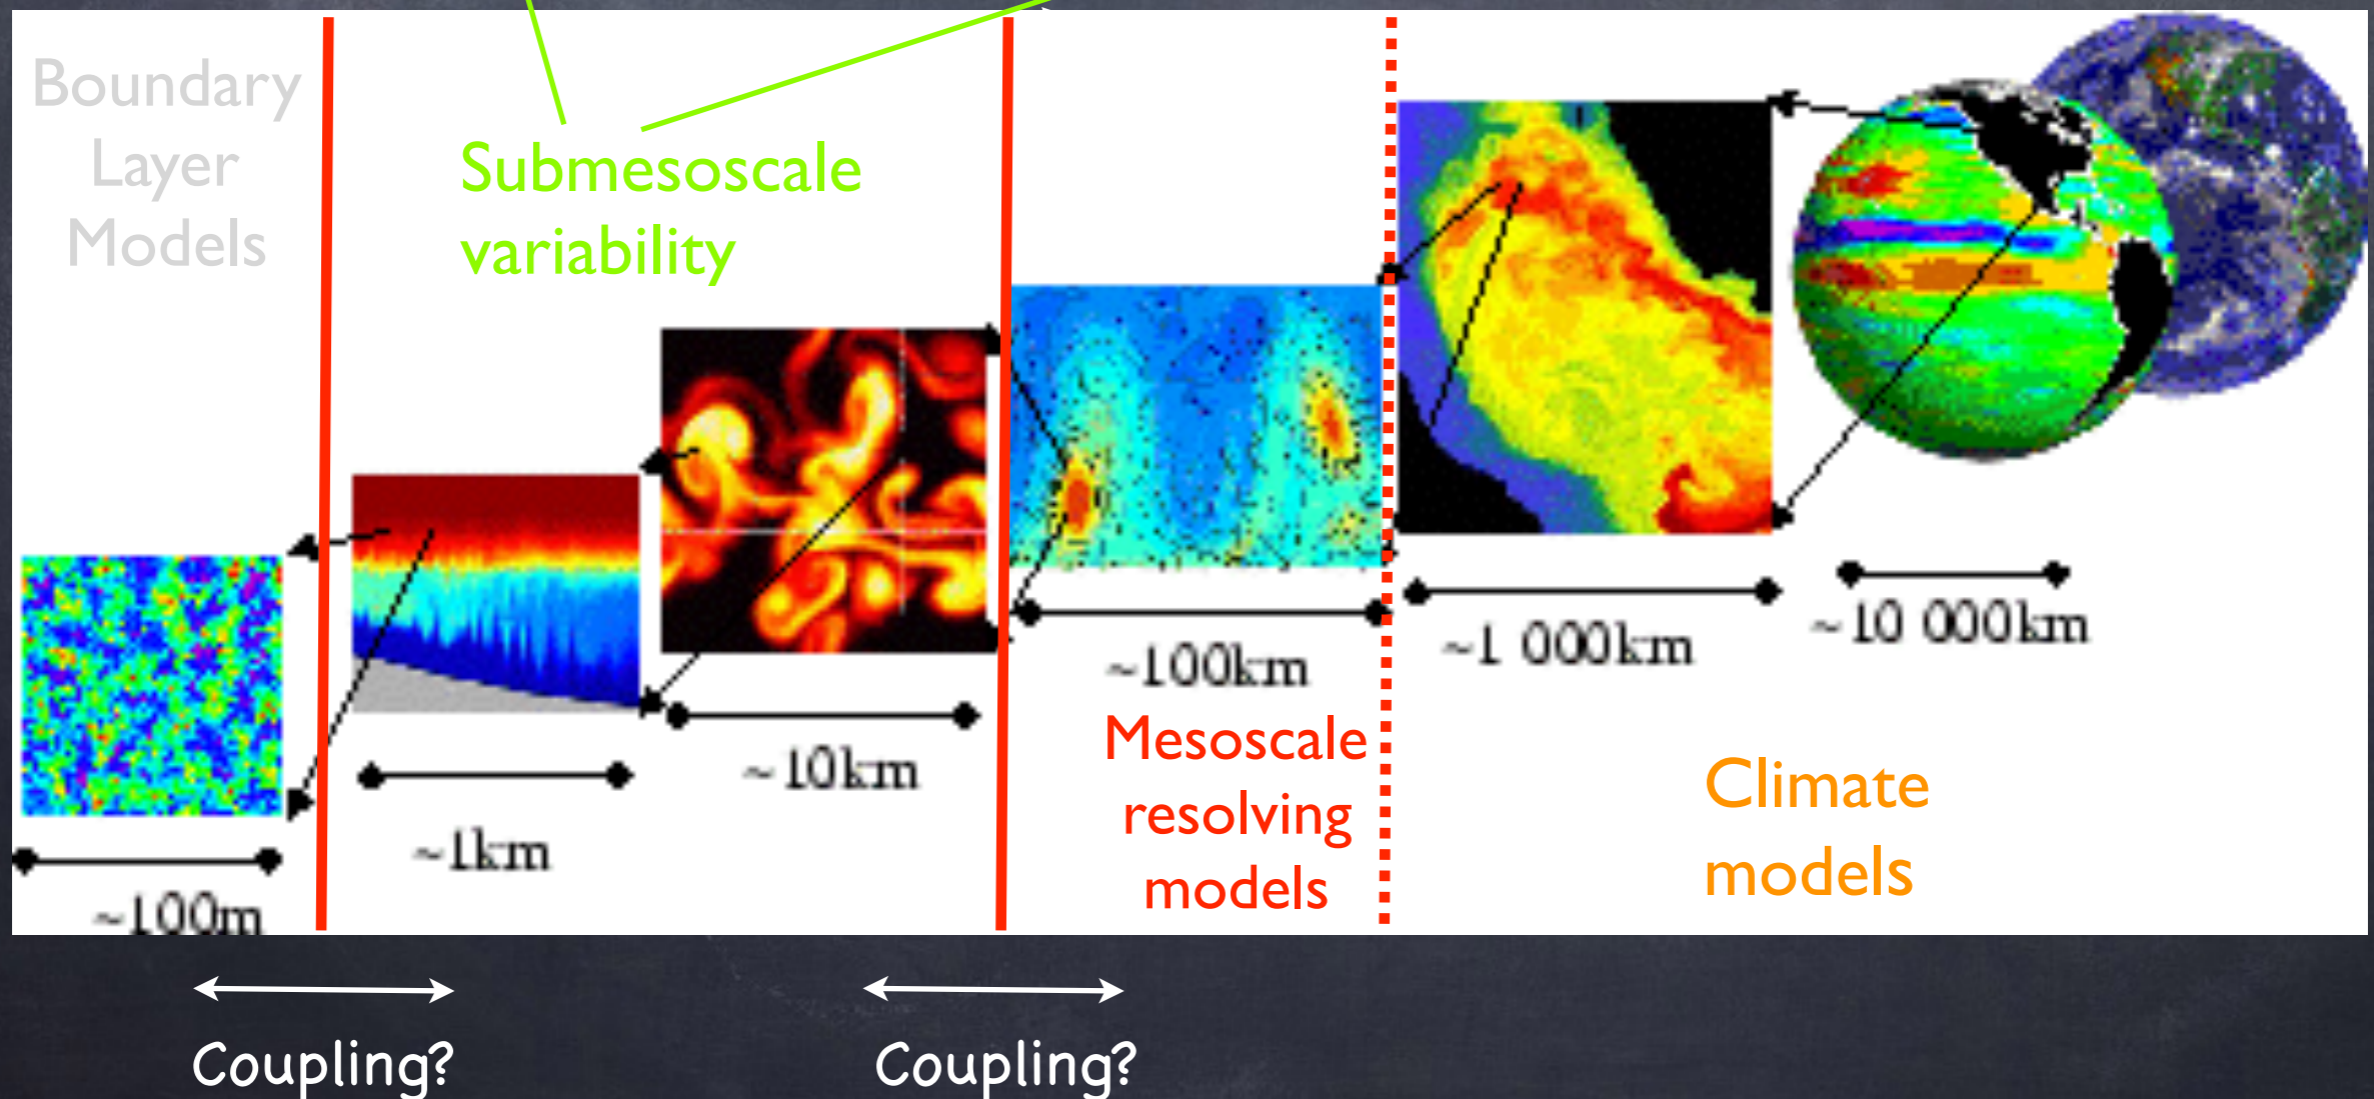 Boundary
Layer
Models
Submesoscale
variability
~100m
~1km
~10km
~100km
~1 000km
~10 000km
Mesoscale
resolving
models
Climate
models
Coupling?
Coupling?